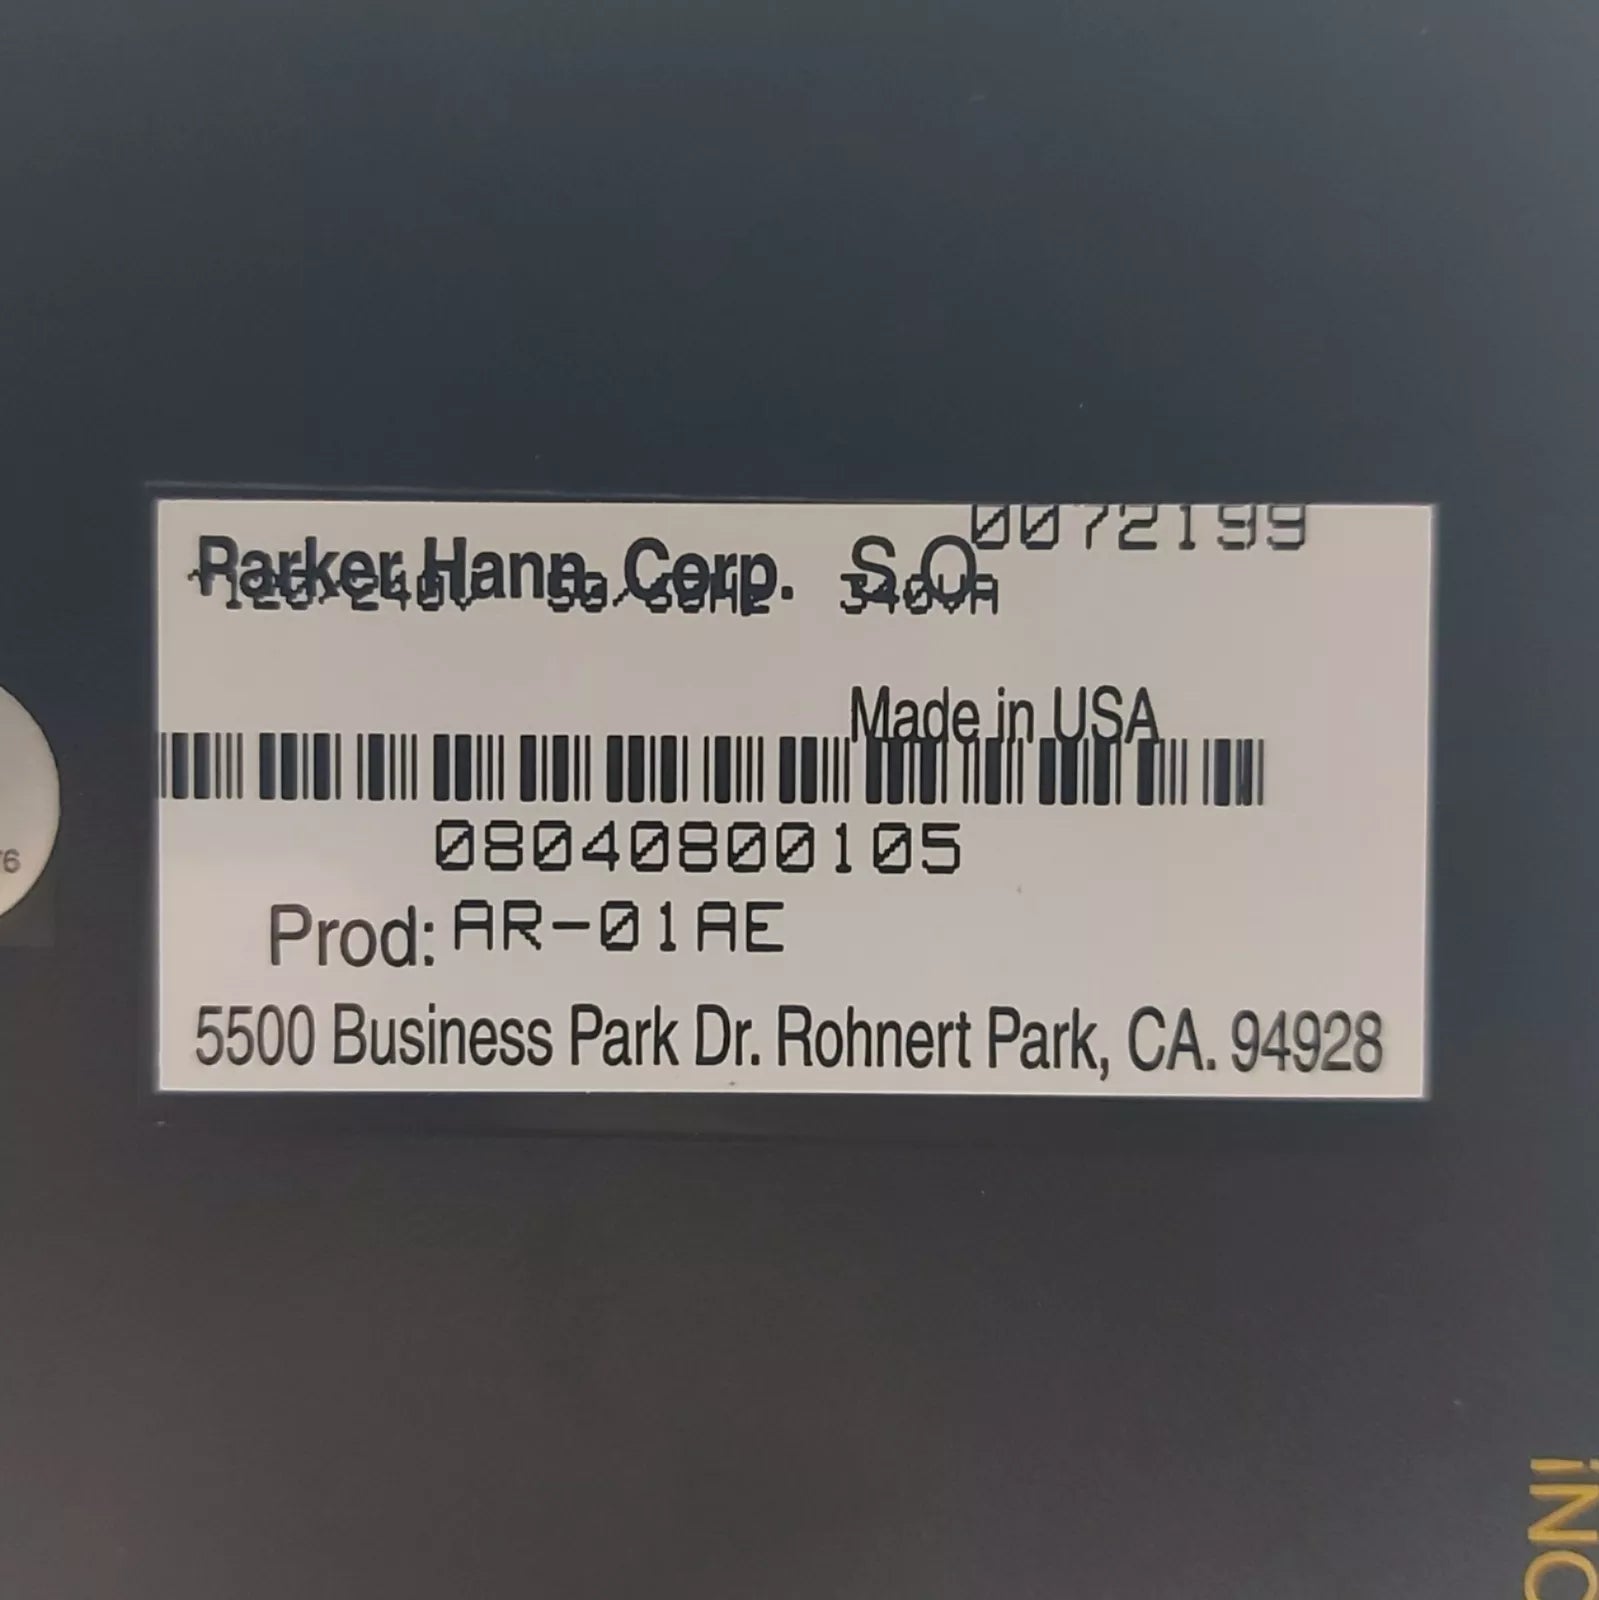 Parker Hann. Corp. S.O 0072199
120/240V 50/60HZ 340VA
Made in USA
08040800105
Prod: AR-01AE
5500 Business Park Dr. Rohnert Park, CA. 94928